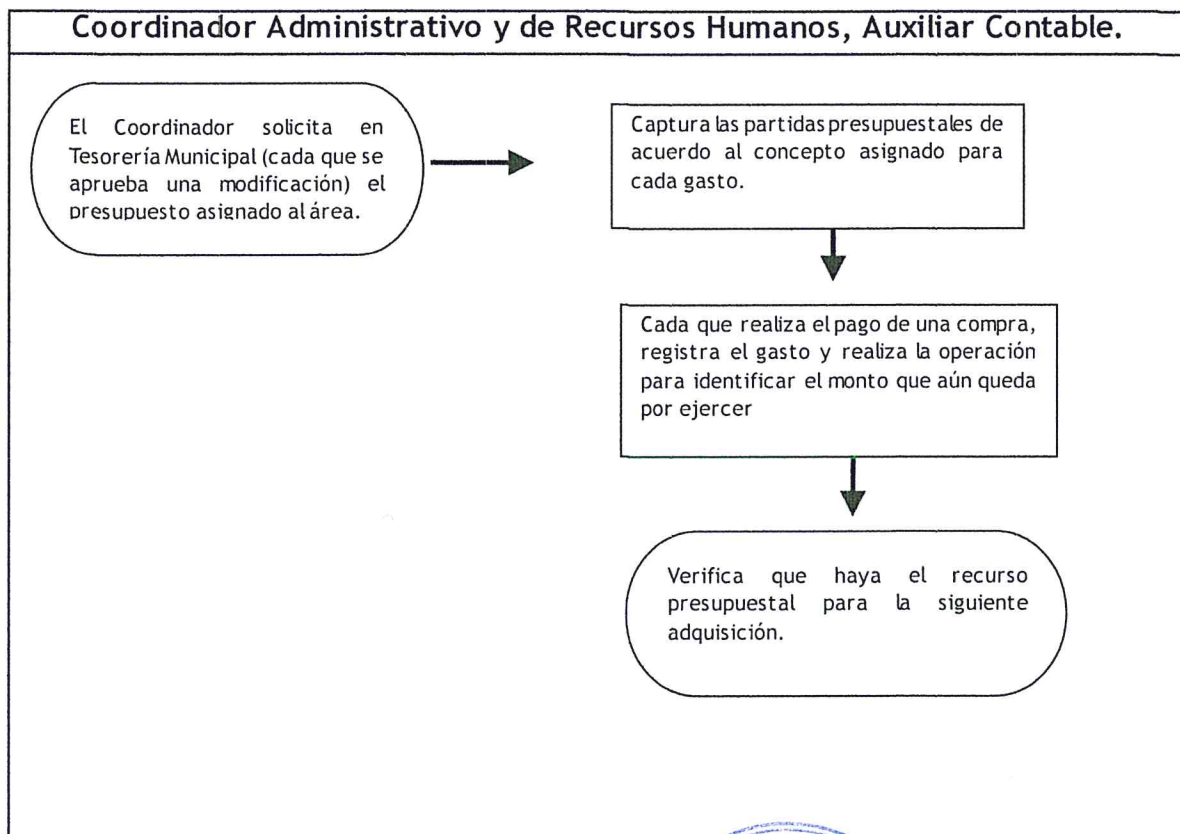 Coordinador Administrativo y de Recursos Humanos, Auxiliar Contable.
El Coordinador solicita en
Tesorería Municipal (cada que se
aprueba una modificación) el
presupuesto asignado al área.
Captura las partidas presupuestales de
acuerdo al concepto asignado para
cada gasto.
Cada que realiza el pago de una compra,
registra el gasto y realiza la operación
para identificar el monto que aún queda
por ejercer
Verifica que haya el recurso
presupuestal para la siguiente
adquisición.